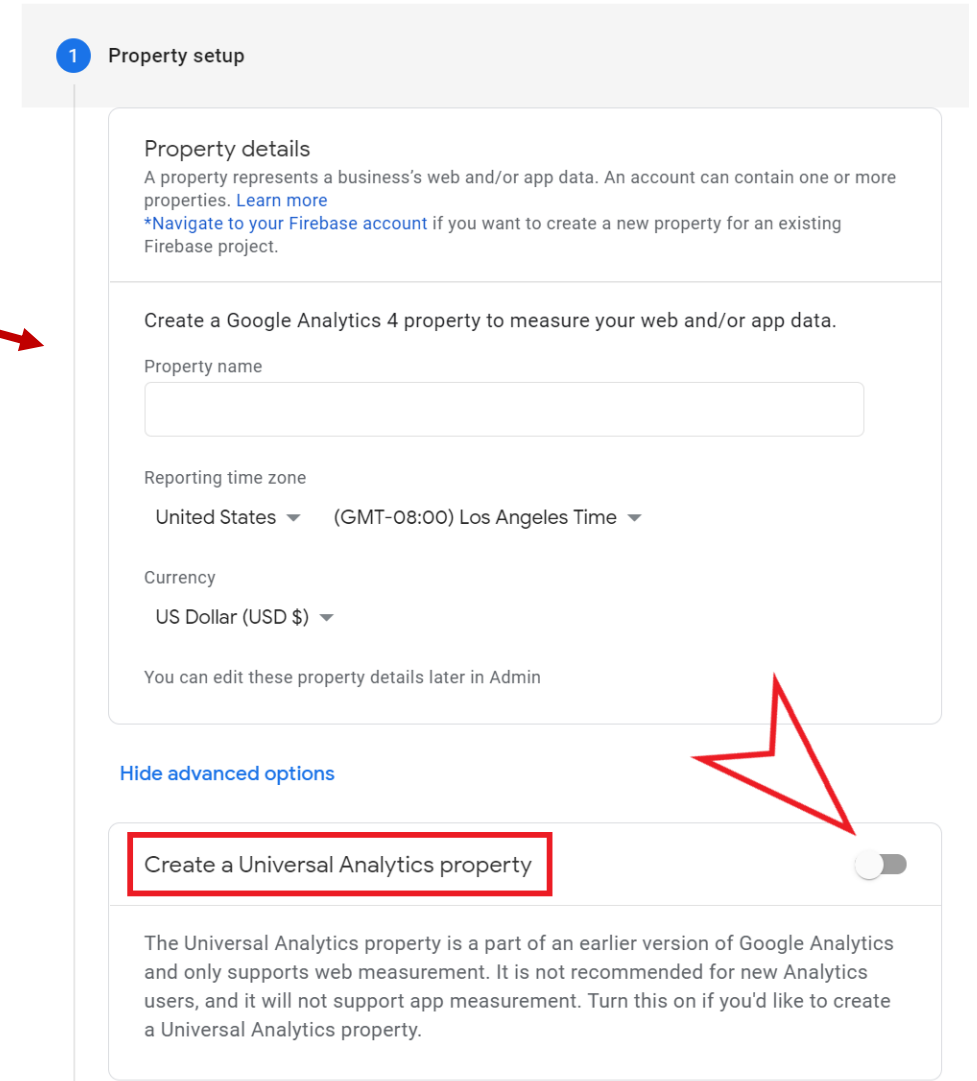 1 Property setup
Property details
A property represents a business's web and/or app data. An account can contain one or more
properties. Learn more
*Navigate to your Firebase account if you want to create a new property for an existing
Firebase project.
Create a Google Analytics 4 property to measure your web and/or app data.
Property name
Reporting time zone
United States (GMT-08:00) Los Angeles Time
Currency
US Dollar (USD $)
You can edit these property details later in Admin
Hide advanced options
Create a Universal Analytics property
The Universal Analytics property is a part of an earlier version of Google Analytics
and only supports web measurement. It is not recommended for new Analytics
users, and it will not support app measurement. Turn this on if you'd like to create
a Universal Analytics property.